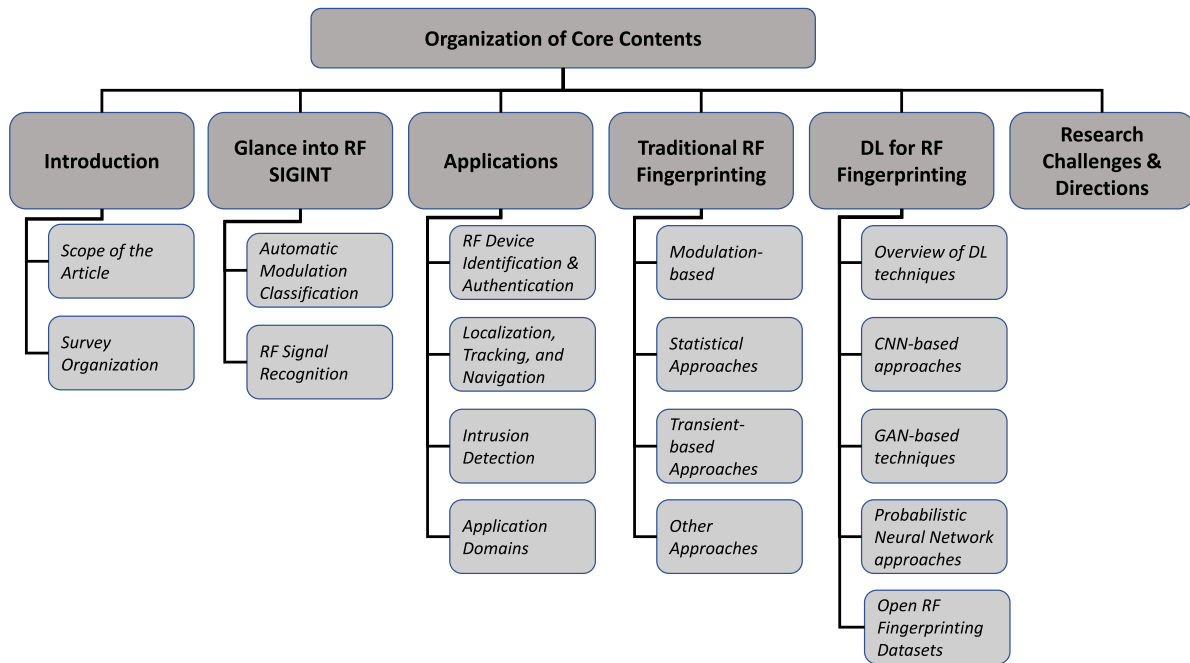 Organization of Core Contents
Introduction
Scope of the
Article
Survey
Organization
Glance into RF
SIGINT
Automatic
Modulation
Classification
RF Signal
Recognition
Applications
RF Device
Identification &
Authentication
Localization,
Tracking, and
Navigation
Intrusion
Detection
Application
Domains
Traditional RF
Fingerprinting
Modulation-
based
Statistical
Approaches
Transient-
based
Approaches
Other
Approaches
DL for RF
Fingerprinting
Overview of DL
techniques
CNN-based
approaches
GAN-based
techniques
Probabilistic
Neural Network
approaches
Open RF
Fingerprinting
Datasets
Research
Challenges &
Directions